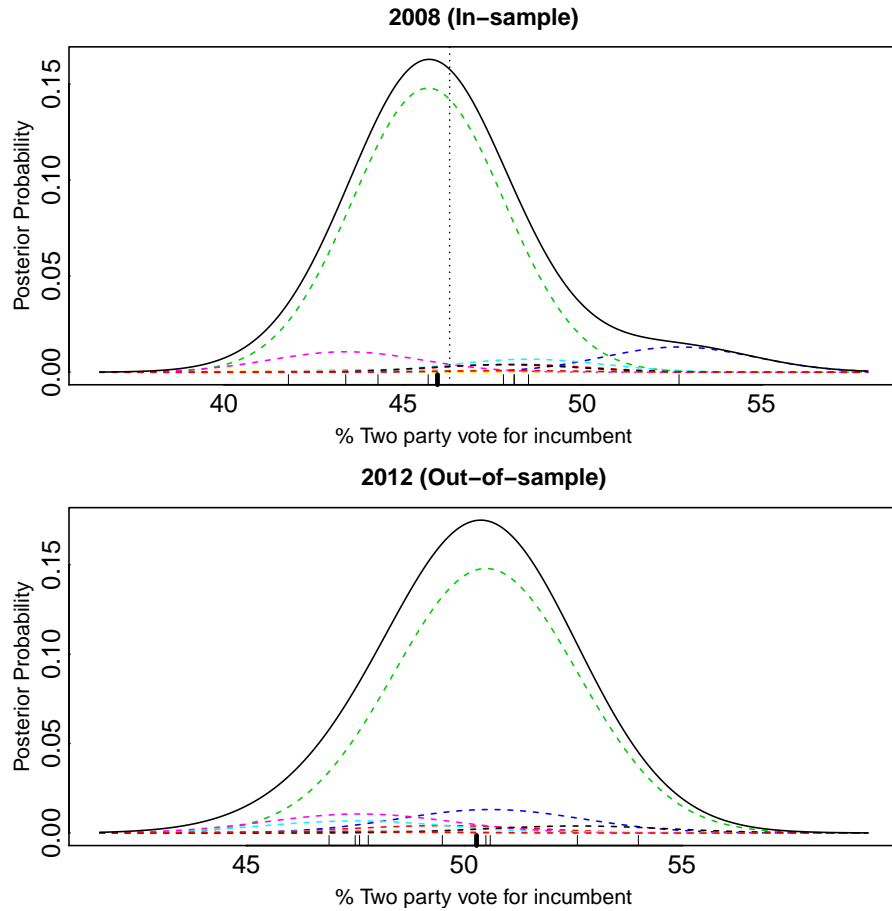 2008 (In−sample)
Posterior Probability
0.15
0.10
0.05
0.00
40 45 50 55
% Two party vote for incumbent
2012 (Out−of−sample)
Posterior Probability
0.15
0.10
0.05
0.00
45 50 55
% Two party vote for incumbent